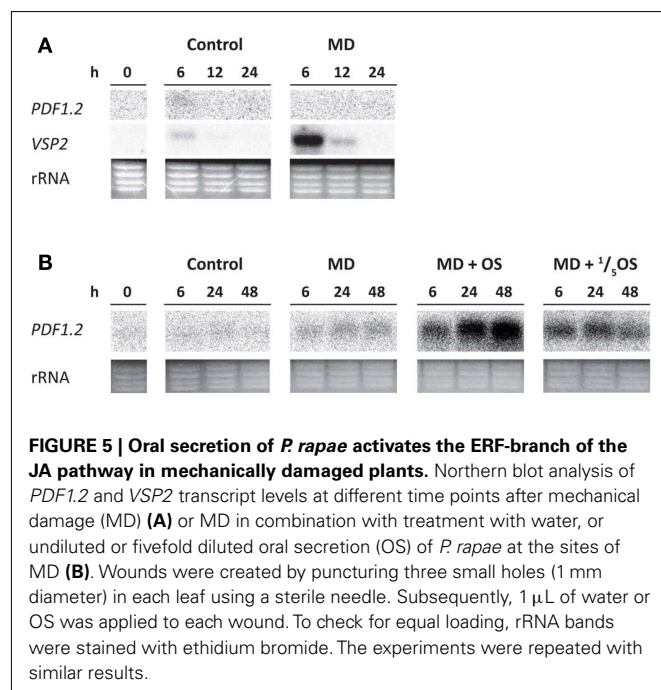 A
Control MD
h 0 6 12 24 6 12 24
PDF1.2
VSP2
rRNA
B
Control MD MD + OS MD + 1/5OS
h 0 6 24 48 6 24 48 6 24 48 6 24 48
PDF1.2
rRNA
FIGURE 5 | Oral secretion of P. rapae activates the ERF-branch of the
JA pathway in mechanically damaged plants. Northern blot analysis of
PDF1.2 and VSP2 transcript levels at different time points after mechanical
damage (MD) (A) or MD in combination with treatment with water, or
undiluted or fivefold diluted oral secretion (OS) of P. rapae at the sites of
MD (B). Wounds were created by puncturing three small holes (1 mm
diameter) in each leaf using a sterile needle. Subsequently, 1 μL of water or
OS was applied to each wound. To check for equal loading, rRNA bands
were stained with ethidium bromide. The experiments were repeated with
similar results.